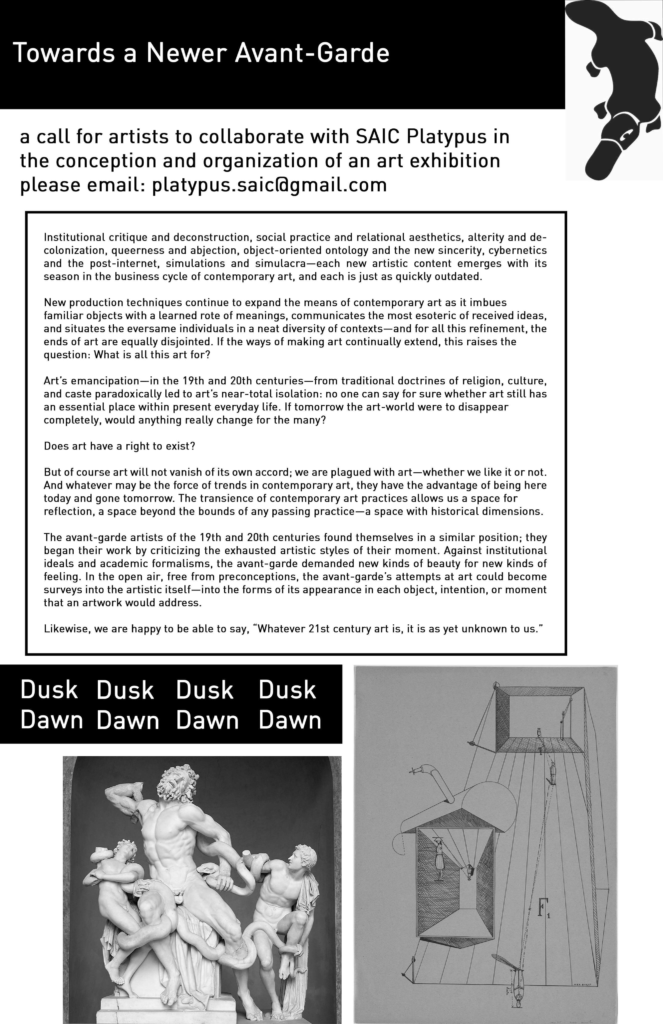 Towards a Newer Avant-Garde
a call for artists to collaborate with SAIC Platypus in
the conception and organization of an art exhibition
please email: platypus.saic@gmail.com
Institutional critique and deconstruction, social practice and relational aesthetics, alterity and de-
colonization, queerness and abjection, object-oriented ontology and the new sincerity, cybernetics
and the post-internet, simulations and simulacra—each new artistic content emerges with its
season in the business cycle of contemporary art, and each is just as quickly outdated.
New production techniques continue to expand the means of contemporary art as it imbues
familiar objects with a learned rote of meanings, communicates the most esoteric of received ideas,
and situates the eversame individuals in a neat diversity of contexts—and for all this refinement, the
ends of art are equally disjointed. If the ways of making art continually extend, this raises the
question: What is all this art for?
Art's emancipation—in the 19th and 20th centuries—from traditional doctrines of religion, culture,
and caste paradoxically led to art's near-total isolation: no one can say for sure whether art still has
an essential place within present everyday life. If tomorrow the art-world were to disappear
completely, would anything really change for the many?
Does art have a right to exist?
But of course art will not vanish of its own accord; we are plagued with art—whether we like it or not.
And whatever may be the force of trends in contemporary art, they have the advantage of being here
today and gone tomorrow. The transience of contemporary art practices allows us a space for
reflection, a space beyond the bounds of any passing practice—a space with historical dimensions.
The avant-garde artists of the 19th and 20th centuries found themselves in a similar position; they
began their work by criticizing the exhausted artistic styles of their moment. Against institutional
ideals and academic formalisms, the avant-garde demanded new kinds of beauty for new kinds of
feeling. In the open air, free from preconceptions, the avant-garde's attempts at art could become
surveys into the artistic itself—into the forms of its appearance in each object, intention, or moment
that an artwork would address.
Likewise, we are happy to be able to say, "Whatever 21st century art is, it is as yet unknown to us."
Dusk Dusk Dusk Dusk
Dawn Dawn Dawn Dawn